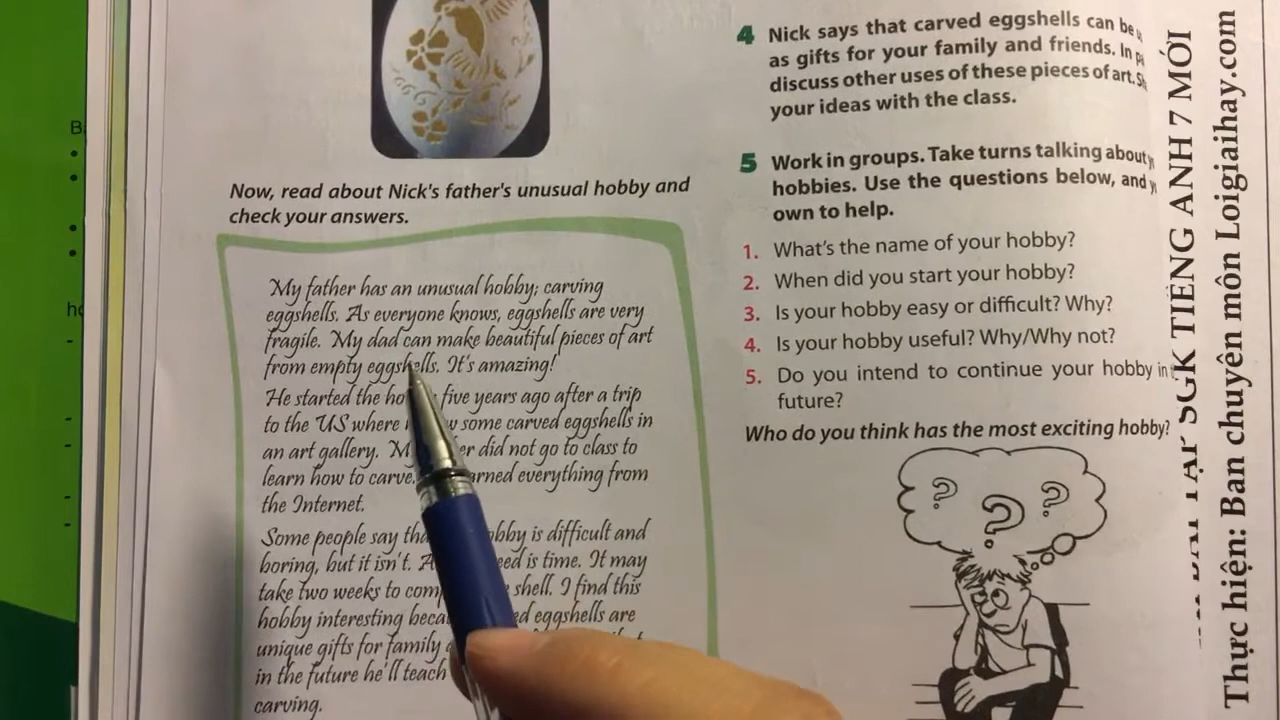 Now, read about Nick's father's unusual hobby and
check your answers.
My father has an unusual hobby; carving
eggshells. As everyone knows, eggshells are very
fragile. My dad can make beautiful pieces of art
from empty eggshells. It's amazing!
He started the five years ago after a trip
to the US where some carved eggshells in
an art gallery. did not go to class to
learn how to carve. everything from
the Internet.
Some people say is difficult and
boring, but it isn't. is time. It may
take two weeks to shell. I find this
hobby interesting eggshells are
unique gifts for family
in the future he'll teach
carving.
4 Nick says that carved eggshells can be
as gifts for your family and friends. In
discuss other uses of these pieces of art.
your ideas with the class.
5 Work in groups. Take turns talking about
hobbies. Use the questions below, and
own to help.
1. What's the name of your hobby?
2. When did you start your hobby?
3. Is your hobby easy or difficult? Why?
4. Is your hobby useful? Why/Why not?
5. Do you intend to continue your hobby in
future?
Who do you think has the most exciting hobby?
? ? ?
SGK TIẾNG ANH 7 MỚI
Thực hiện: Ban chuyên môn Loigiaihay.com